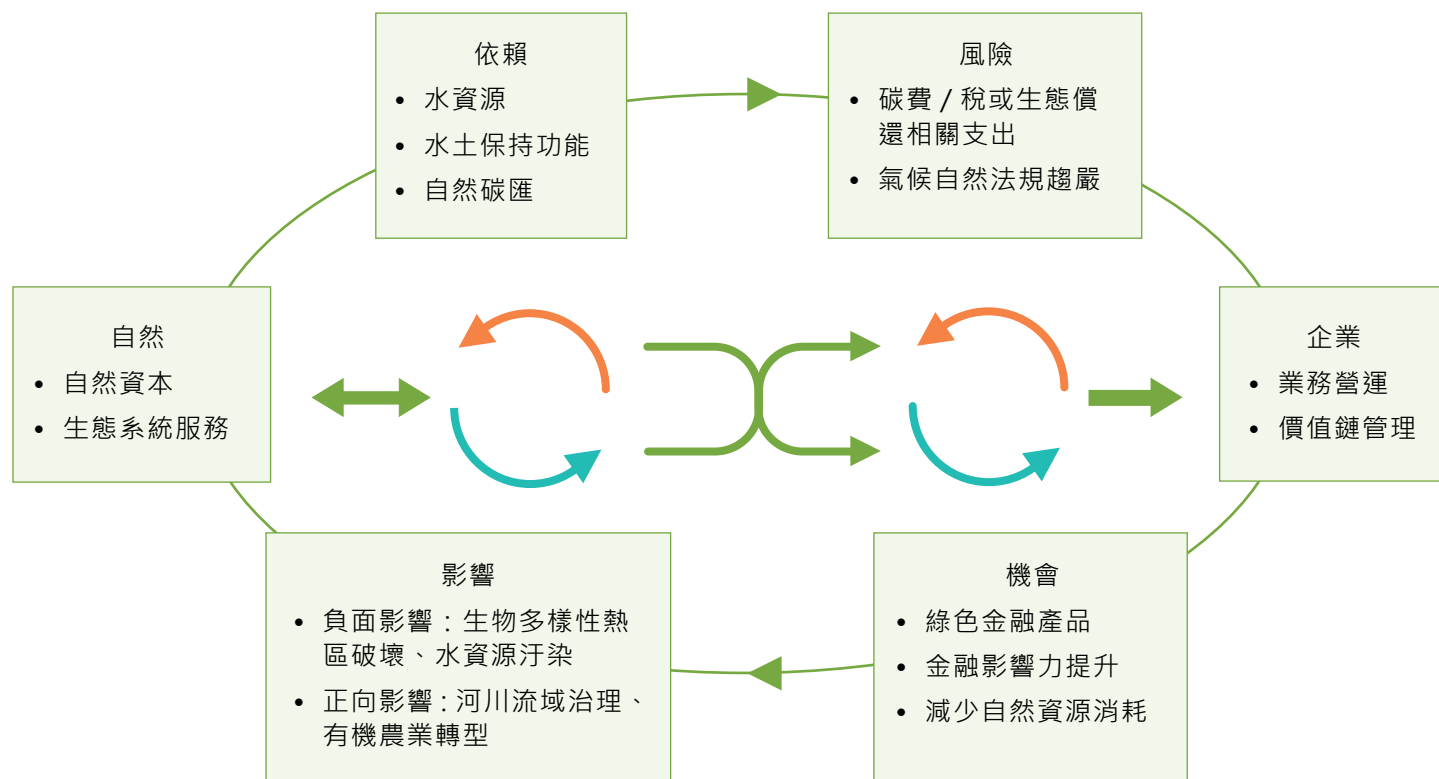 依賴
• 水資源
• 水土保持功能
• 自然碳匯
風險
• 碳費 / 稅或生態償
還相關支出
• 氣候自然法規趨嚴
自然
• 自然資本
• 生態系統服務
企業
• 業務營運
• 價值鏈管理
影響
• 負面影響：生物多樣性熱
區破壞、水資源汙染
• 正向影響：河川流域治理、
有機農業轉型
機會
• 綠色金融產品
• 金融影響力提升
• 減少自然資源消耗